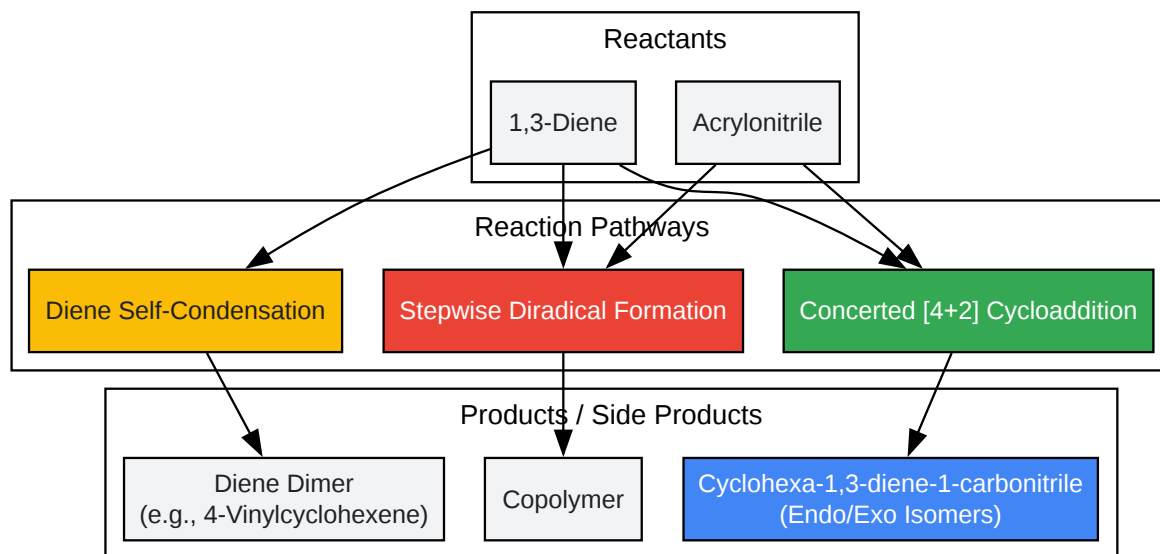 Reactants
1,3-Diene
Acrylonitrile
Reaction Pathways
Diene Self-Condensation
Stepwise Diradical Formation
Concerted [4+2] Cycloaddition
Products / Side Products
Diene Dimer
(e.g., 4-Vinylcyclohexene)
Copolymer
Cyclohexa-1,3-diene-1-carbonitrile
(Endo/Exo Isomers)